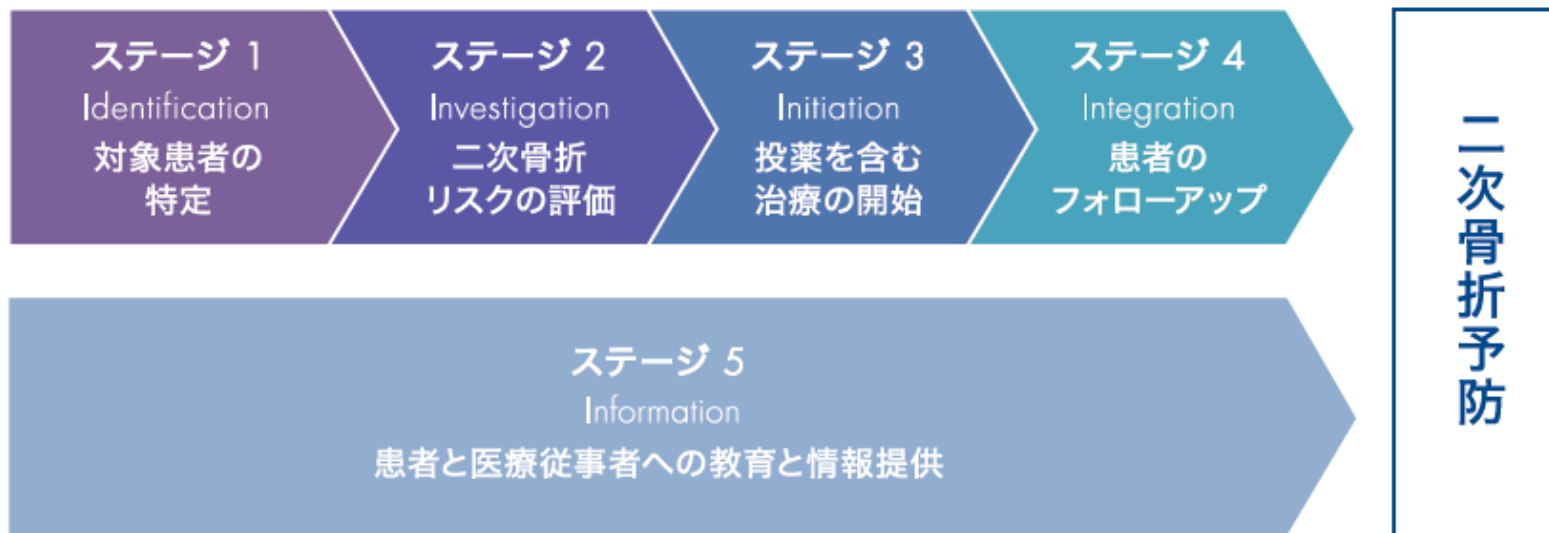 ステージ 1
Identification
対象患者の
特定
ステージ 2
Investigation
二次骨折
リスクの評価
ステージ 3
Initiation
投薬を含む
治療の開始
ステージ 4
Integration
患者の
フォローアップ
ステージ 5
Information
患者と医療従事者への教育と情報提供
二次骨折予防